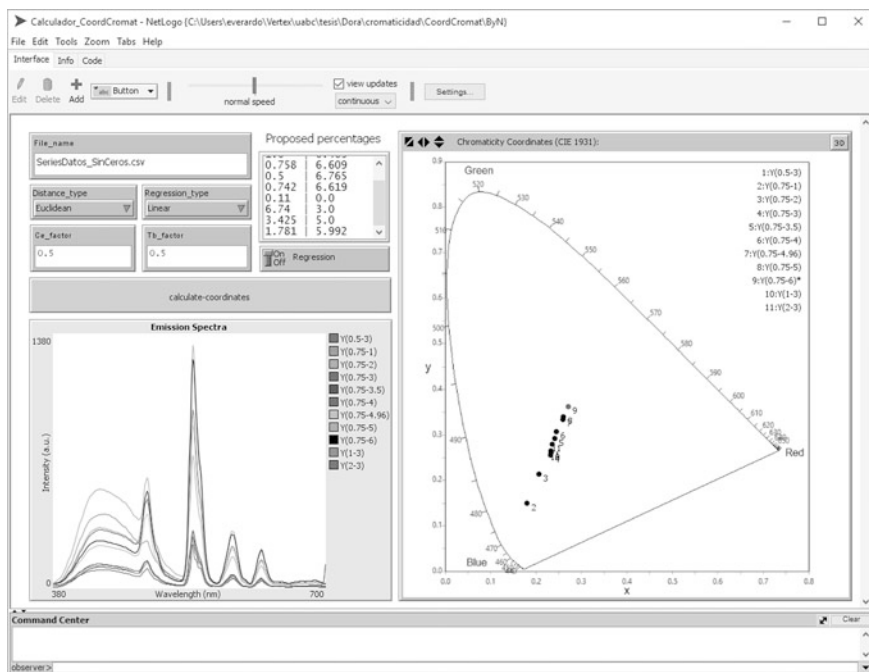 Calculador_CoordCromat - NetLogo {C:\Users\everardo\Vertex\uabc\tesis\Dora\cromaticidad\CoordCromat\ByN}
File Edit Tools Zoom Tabs Help
Interface Info Code
Edit Delete Add abc Button normal speed view updates continuous Settings...
File_name
SeriesDatos_SinCeros.csv
Distance_type
Euclidean
Regression_type
Linear
Ce_factor
0.5
Tb_factor
0.5
Proposed percentages
0.758 | 6.609
0.5 | 6.765
0.742 | 6.619
0.11 | 0.0
6.74 | 3.0
3.425 | 5.0
1.781 | 5.992
On
Off
Regression
calculate-coordinates
Emission Spectra
1380
Intensity (a.u.)
0
380
Wavelength (nm)
700
Y(0.5-3)
Y(0.75-1)
Y(0.75-2)
Y(0.75-3)
Y(0.75-3.5)
Y(0.75-4)
Y(0.75-4.96)
Y(0.75-5)
Y(0.75-6)
Y(1-3)
Y(2-3)
Chromaticity Coordinates (CIE 1931):
3D
1:Y(0.5-3)
2:Y(0.75-1)
3:Y(0.75-2)
4:Y(0.75-3)
5:Y(0.75-3.5)
6:Y(0.75-4)
7:Y(0.75-4.96)
8:Y(0.75-5)
9:Y(0.75-6)*
10:Y(1-3)
11:Y(2-3)
Green
520
530
540
550
560
570
580
590
600
610
620
510
500
490
480
470
460
Red
Blue
0.9
0.8
0.7
0.6
0.5
0.4
0.3
0.2
0.1
0.0
y
9
3
2
0.0 0.1 0.2 0.3 0.4 0.5 0.6 0.7 0.8
x
Command Center
Clear
observer>